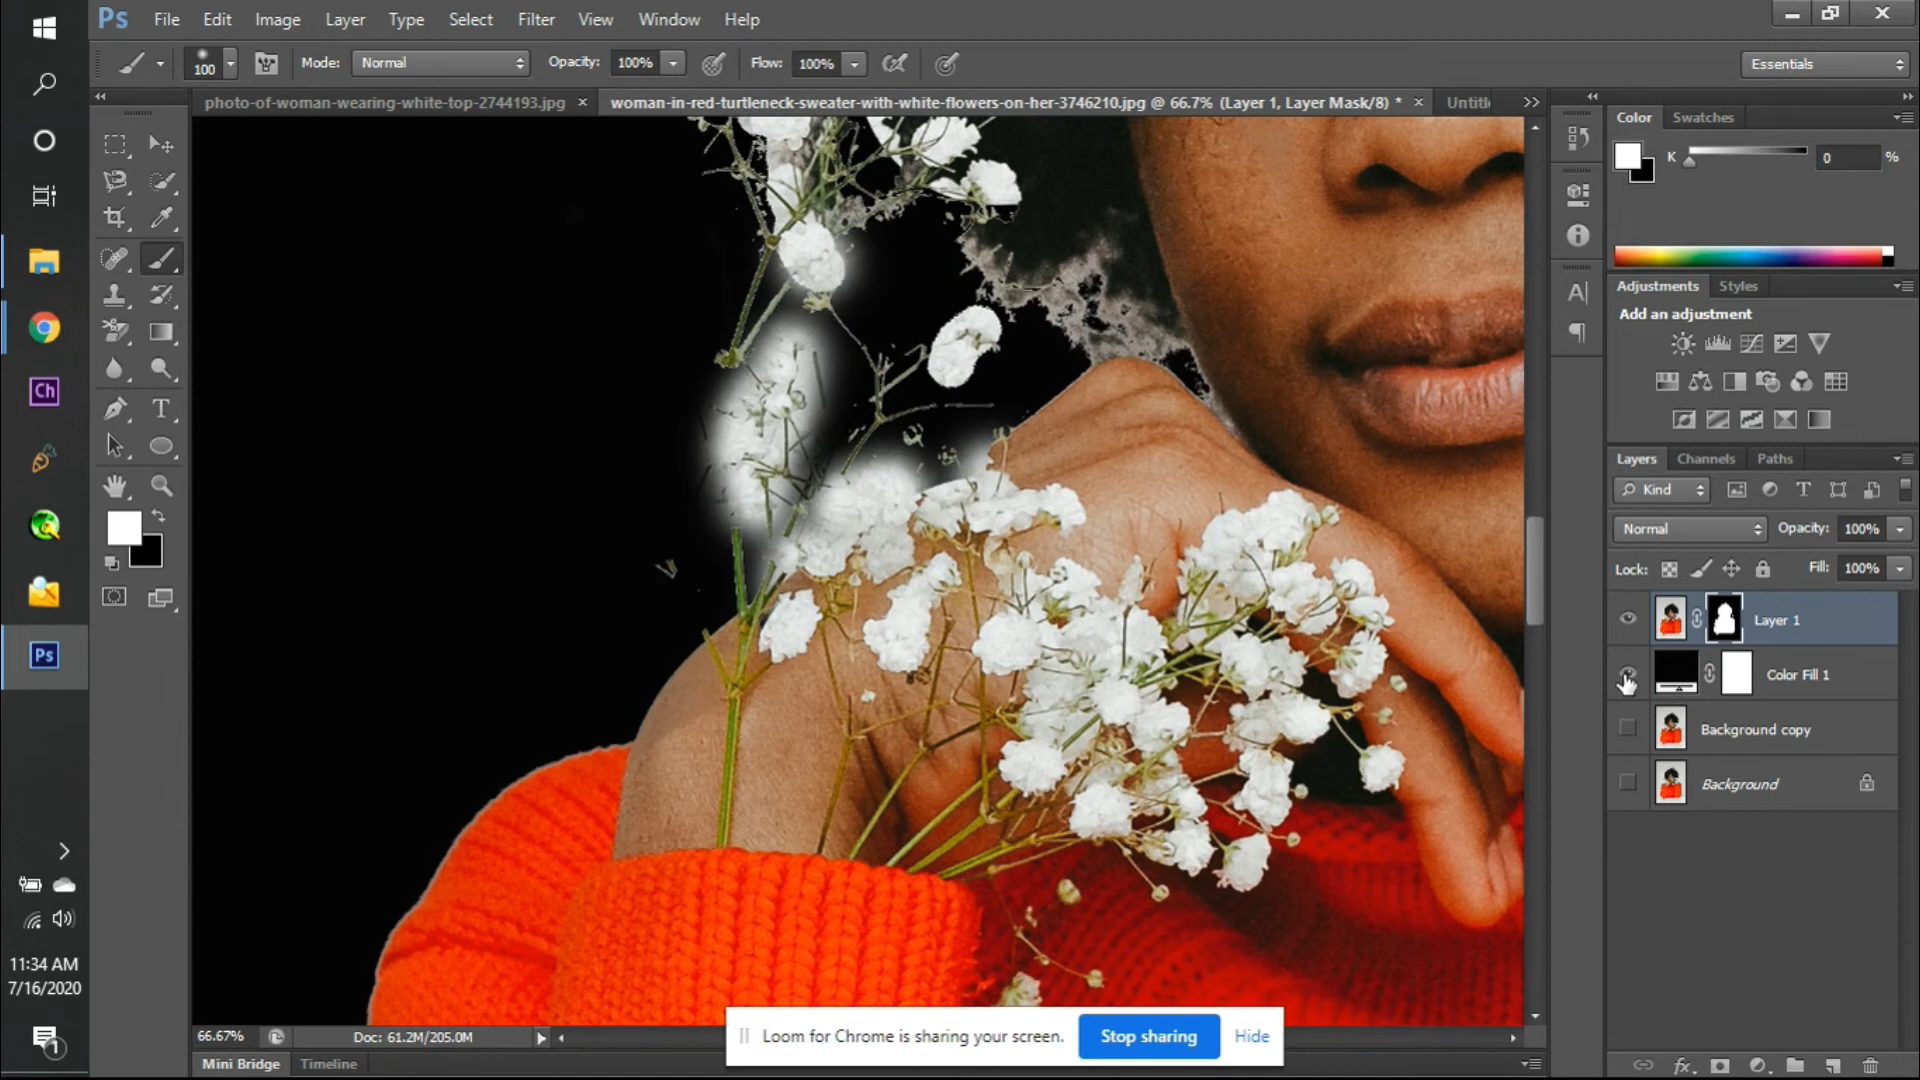 Ps File Edit Image Layer Type Select Filter View Window Help
100 Mode: Normal Opacity: 100% Flow: 100% Essentials
photo-of-woman-wearing-white-top-2744193.jpg × woman-in-red-turtleneck-sweater-with-white-flowers-on-her-3746210.jpg @ 66.7% (Layer 1, Layer Mask/8) * × Untitl >>
Color Swatches
K 0 %
Adjustments Styles
Add an adjustment
Layers Channels Paths
Kind
Normal Opacity: 100%
Lock: Fill: 100%
Layer 1
Color Fill 1
Background copy
Background
Ch
Ps
11:34 AM
7/16/2020
1
66.67% Doc: 61.2M/205.0M
Loom for Chrome is sharing your screen. Stop sharing Hide
Mini Bridge Timeline